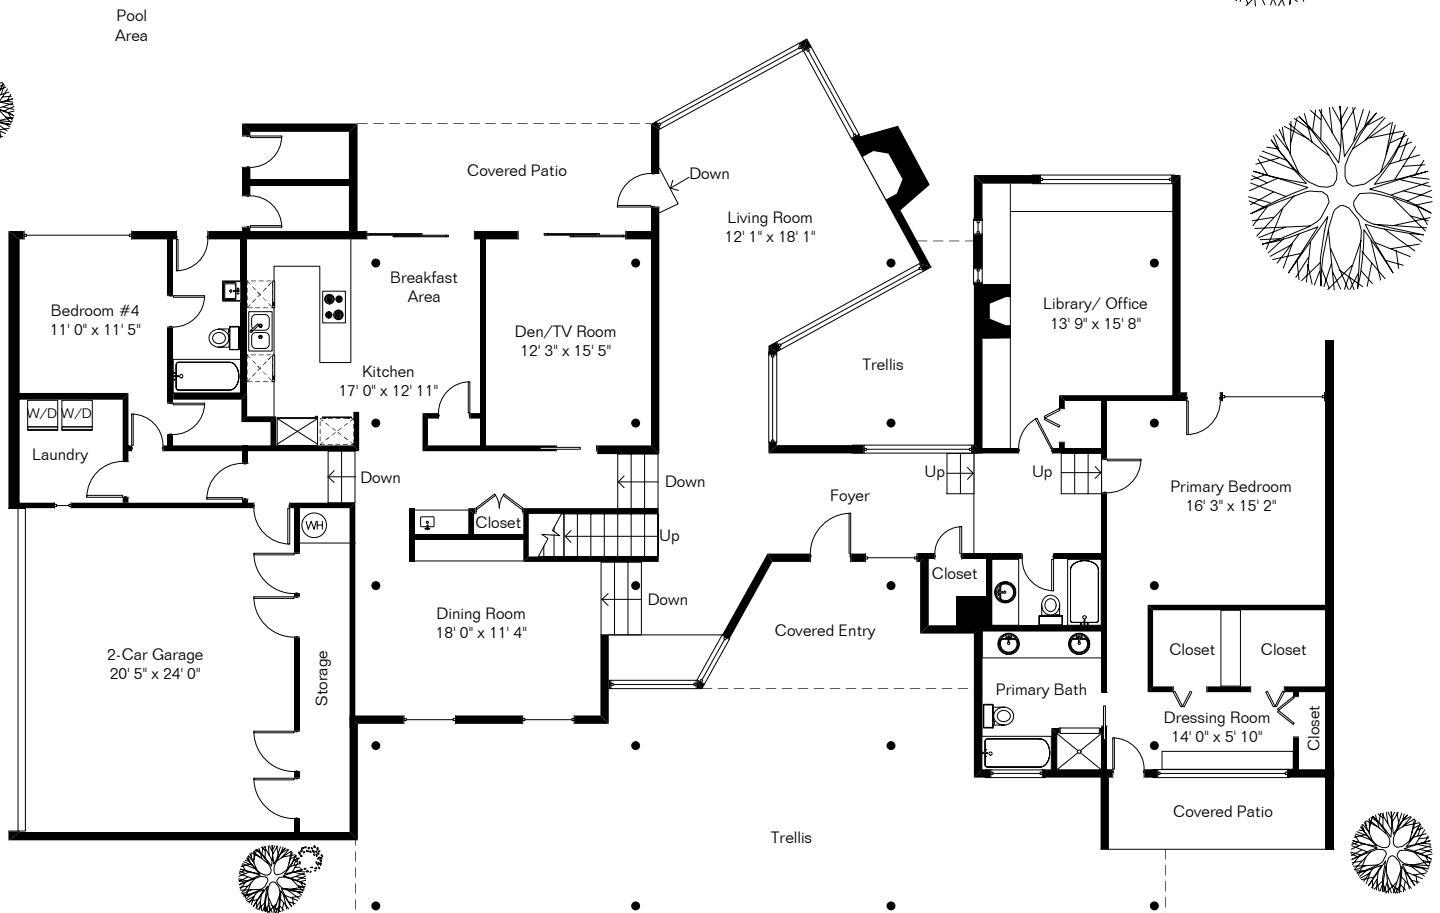 Pool
Area
Covered Patio
Down
Living Room
12' 1" x 18' 1"
Breakfast
Area
Bedroom #4
11' 0" x 11' 5"
Library/ Office
13' 9" x 15' 8"
Den/TV Room
12' 3" x 15' 5"
Trellis
Kitchen
17' 0" x 12' 11"
W/D W/D
Laundry
Down
Down
Up
Up
Primary Bedroom
16' 3" x 15' 2"
Foyer
WH
Closet
Up
Closet
Down
Dining Room
18' 0" x 11' 4"
Covered Entry
2-Car Garage
20' 5" x 24' 0"
Storage
Closet
Closet
Primary Bath
Dressing Room
14' 0" x 5' 10"
Closet
Covered Patio
Trellis